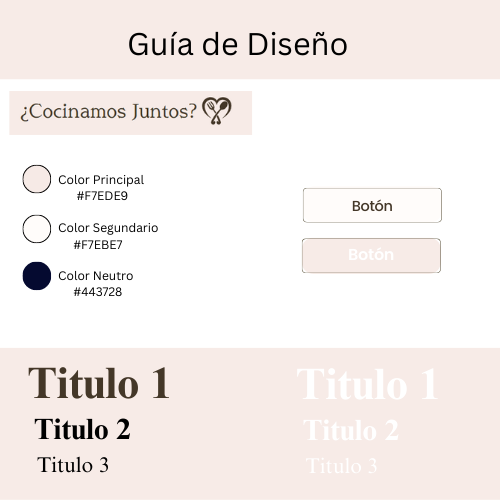 Guía de Diseño
¿Cocinamos Juntos?
Color Principal
#F7EDE9
Color Segundario
#F7EBE7
Color Neutro
#443728
Botón
Botón
Titulo 1
Titulo 2
Titulo 3
Titulo 1
Titulo 2
Titulo 3